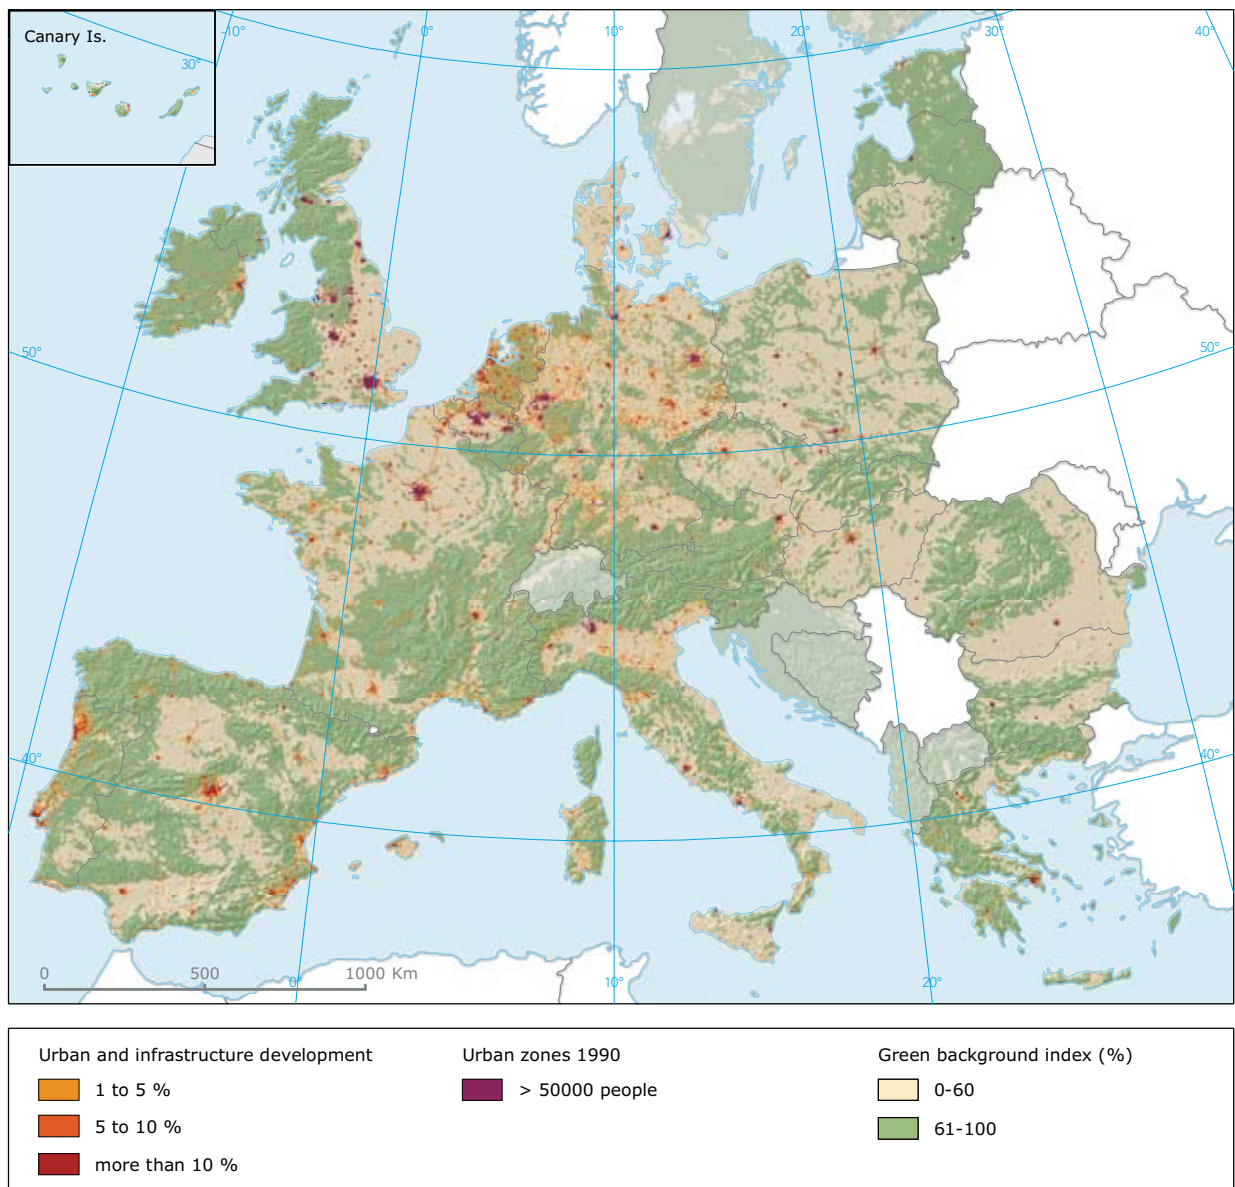 Canary Is.
30°
-10°
0°
10°
20°
30°
40°
50°
50°
40°
40°
0 500 1000 Km
0°
10°
20°
Urban and infrastructure development
1 to 5 %
5 to 10 %
more than 10 %
Urban zones 1990
> 50000 people
Green background index (%)
0-60
61-100